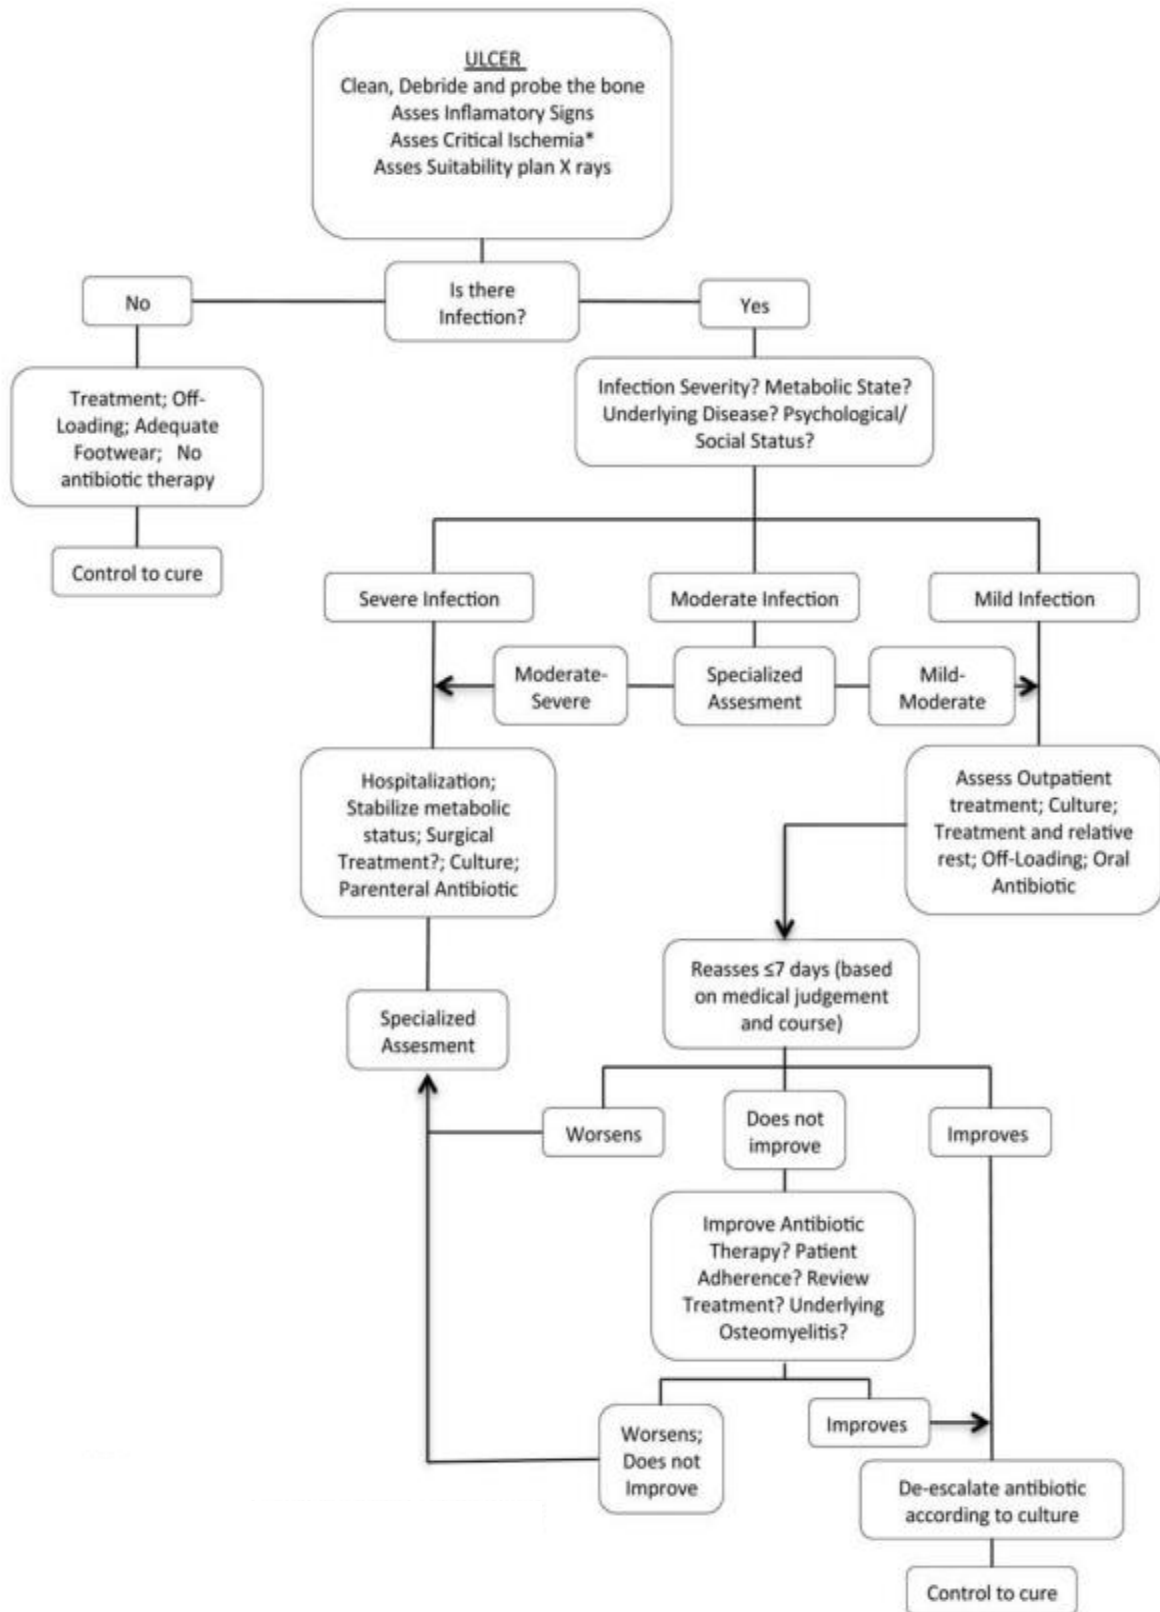 ULCER
Clean, Debride and probe the bone
Asses Inflamatory Signs
Asses Critical Ischemia*
Asses Suitability plan X rays
No
Is there
Infection?
Yes
Treatment; Off-
Loading; Adequate
Footwear; No
antibiotic therapy
Infection Severity? Metabolic State?
Underlying Disease? Psychological/
Social Status?
Control to cure
Severe Infection
Moderate Infection
Mild Infection
Moderate-
Severe
Specialized
Assesment
Mild-
Moderate
Hospitalization;
Stabilize metabolic
status; Surgical
Treatment?; Culture;
Parenteral Antibiotic
Assess Outpatient
treatment; Culture;
Treatment and relative
rest; Off-Loading; Oral
Antibiotic
Reasses ≤7 days (based
on medical judgement
and course)
Specialized
Assesment
Worsens
Does not
improve
Improves
Improve Antibiotic
Therapy? Patient
Adherence? Review
Treatment? Underlying
Osteomyelitis?
Worsens;
Does not
Improve
Improves
De-escalate antibiotic
according to culture
Control to cure